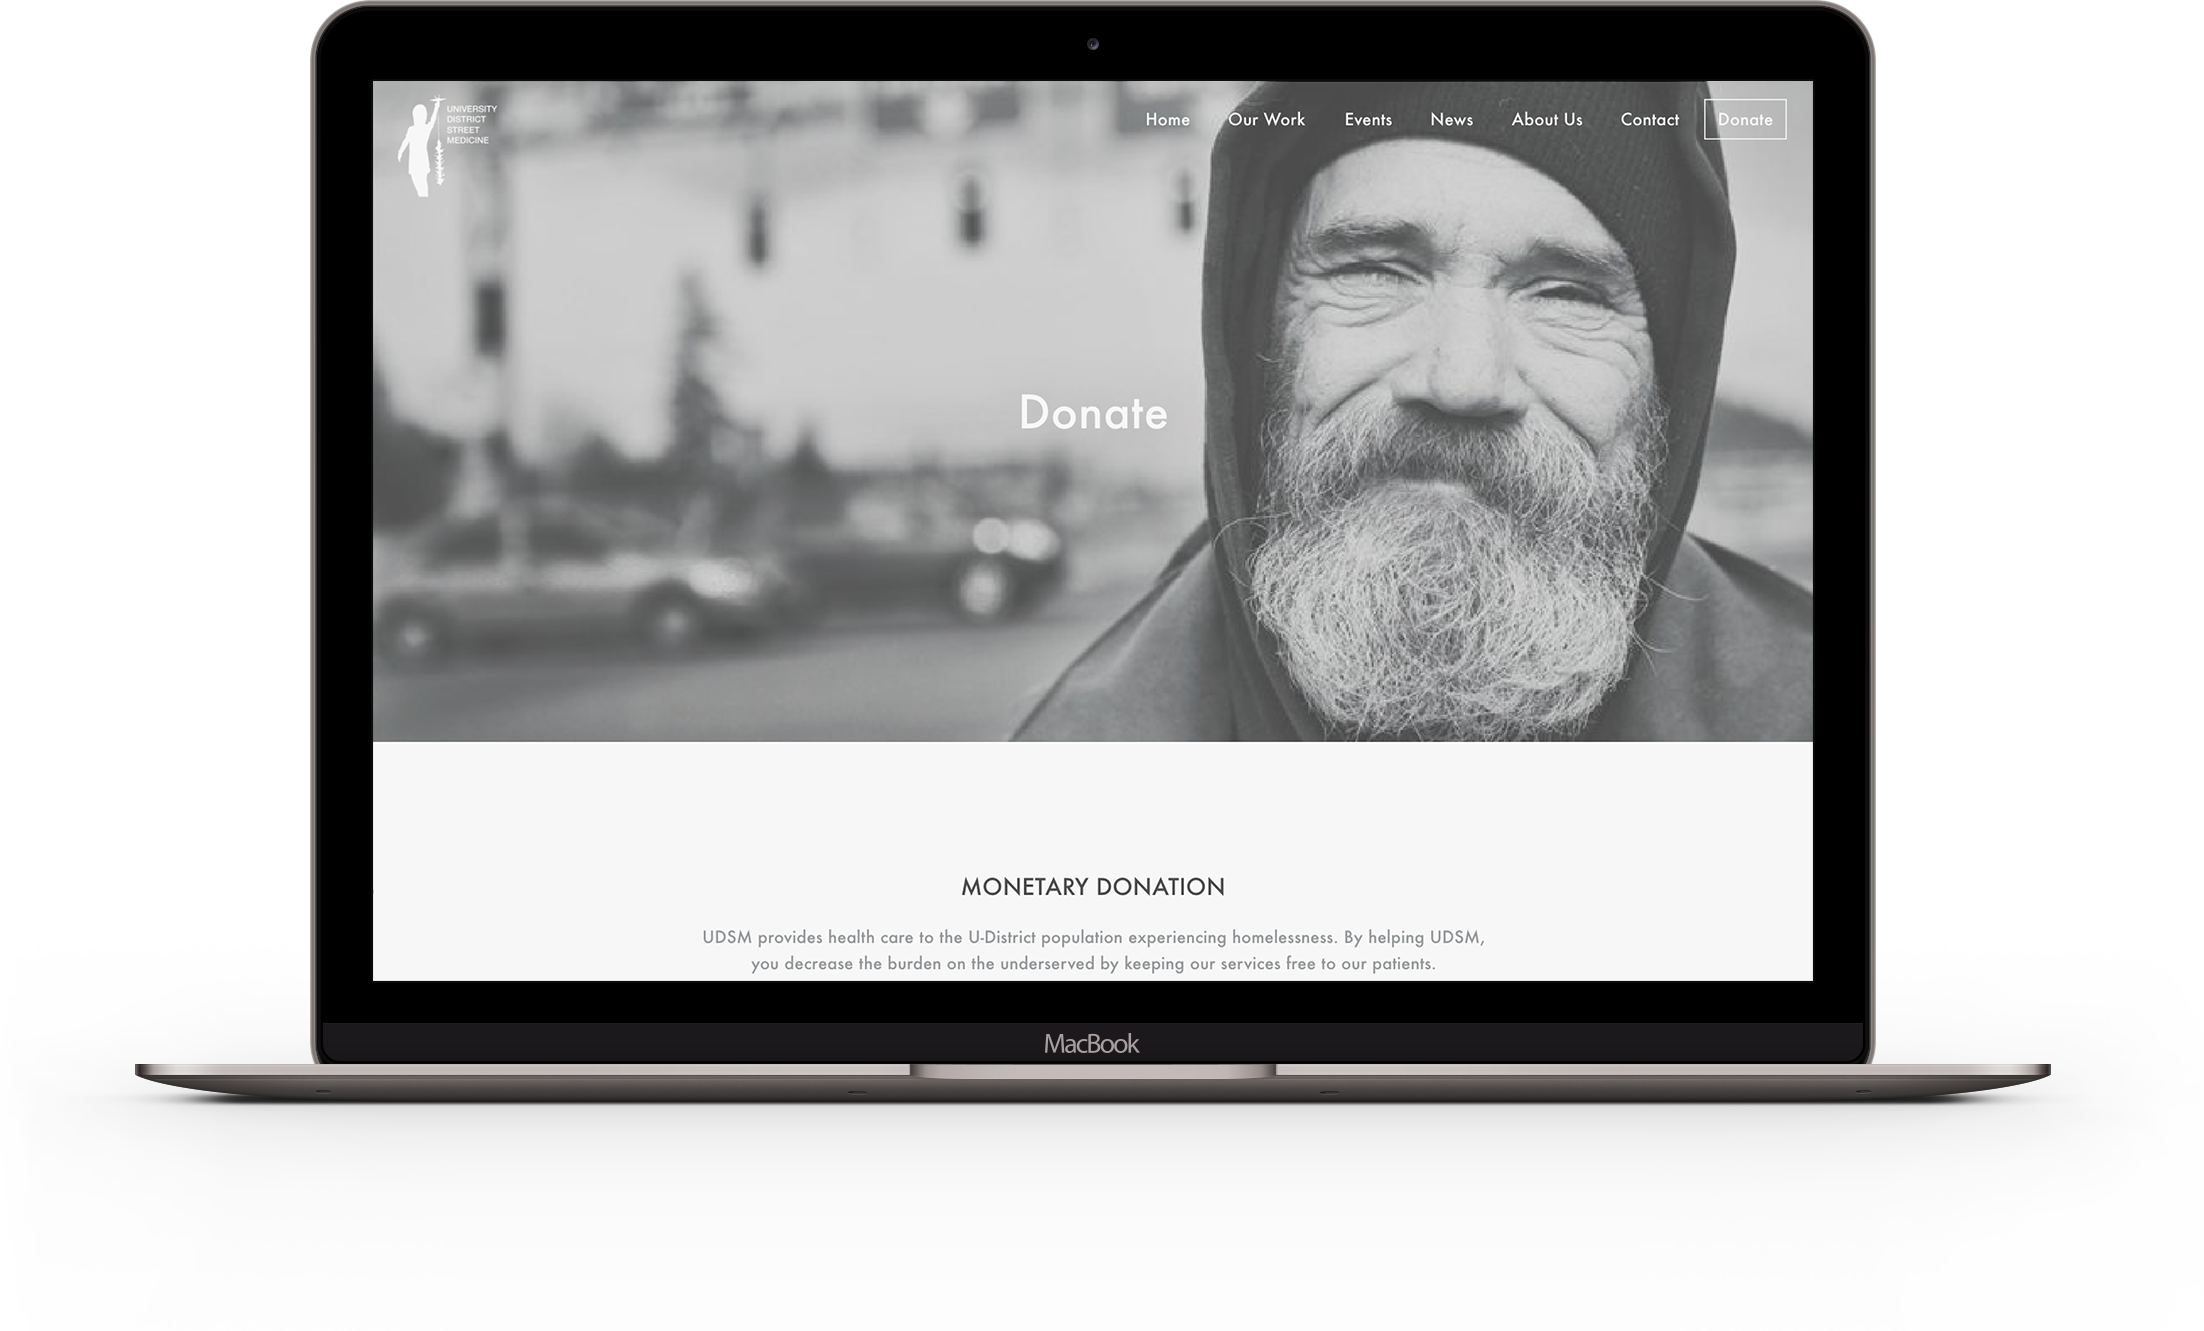 UNIVERSITY
DISTRICT
STREET
MEDICINE
Home Our Work Events News About Us Contact Donate
Donate
MONETARY DONATION
UDSM provides health care to the U-District population experiencing homelessness. By helping UDSM,
you decrease the burden on the underserved by keeping our services free to our patients.
MacBook